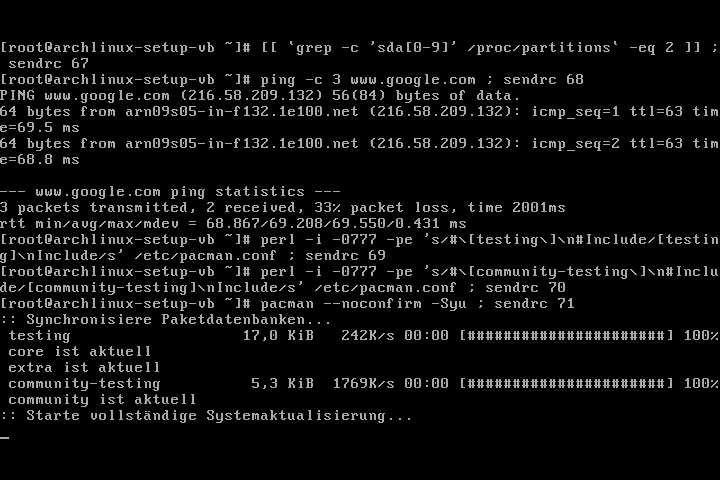 [root@archlinux-setup-vb ~]# [[ `grep -c 'sda[0-9]' /proc/partitions` -eq 2 ]] ;
 sendrc 67
[root@archlinux-setup-vb ~]# ping -c 3 www.google.com ; sendrc 68
PING www.google.com (216.58.209.132) 56(84) bytes of data.
64 bytes from arn09s05-in-f132.1e100.net (216.58.209.132): icmp_seq=1 ttl=63 tim
e=69.5 ms
64 bytes from arn09s05-in-f132.1e100.net (216.58.209.132): icmp_seq=2 ttl=63 tim
e=68.8 ms
--- www.google.com ping statistics ---
3 packets transmitted, 2 received, 33% packet loss, time 2001ms
rtt min/avg/max/mdev = 68.867/69.208/69.550/0.431 ms
[root@archlinux-setup-vb ~]# perl -i -0777 -pe 's/#\[testing\]\n#Include/[testin
g]\nInclude/s' /etc/pacman.conf ; sendrc 69
[root@archlinux-setup-vb ~]# perl -i -0777 -pe 's/#\[community-testing\]\n#Inclu
de/[community-testing]\nInclude/s' /etc/pacman.conf ; sendrc 70
[root@archlinux-setup-vb ~]# pacman --noconfirm -Syu ; sendrc 71
:: Synchronisiere Paketdatenbanken...
 testing 17,0 KiB 242K/s 00:00 [######################] 100%
 core ist aktuell
 extra ist aktuell
 community-testing 5,3 KiB 1769K/s 00:00 [######################] 100%
 community ist aktuell
:: Starte vollständige Systemaktualisierung...